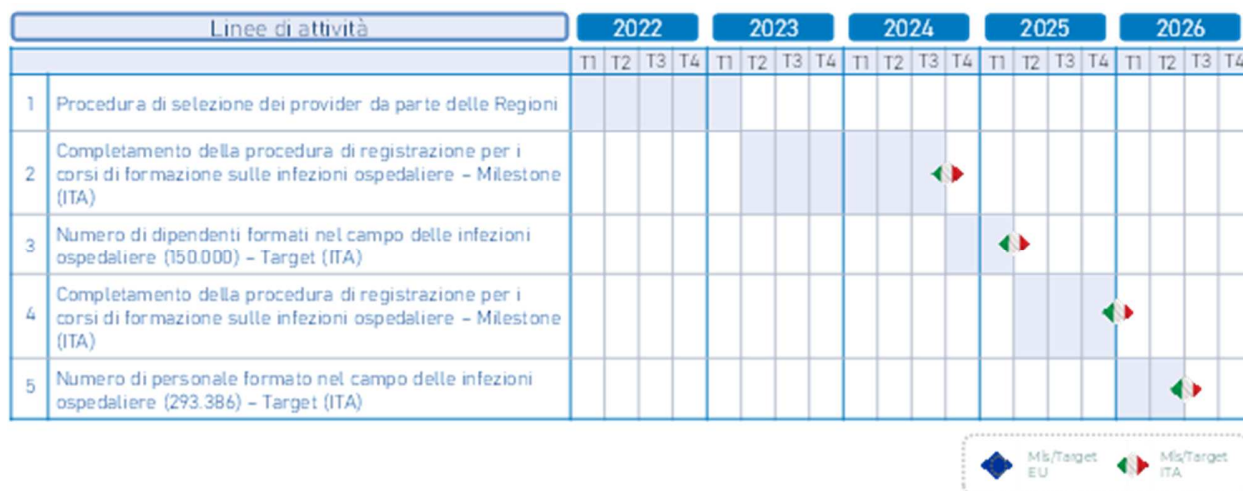 Linee di attività 2022 2023 2024 2025 2026
T1 T2 T3 T4 T1 T2 T3 T4 T1 T2 T3 T4 T1 T2 T3 T4 T1 T2 T3 T4
1 Procedura di selezione dei provider da parte delle Regioni
Completamento della procedura di registrazione per i
2 corsi di formazione sulle infezioni ospedaliere – Milestone
(ITA)
3 Numero di dipendenti formati nel campo delle infezioni
ospedaliere (150.000) – Target (ITA)
Completamento della procedura di registrazione per i
4 corsi di formazione sulle infezioni ospedaliere – Milestone
(ITA)
5 Numero di personale formato nel campo delle infezioni
ospedaliere (293.386) – Target (ITA)
Mls/Target Mls/Target
EU ITA